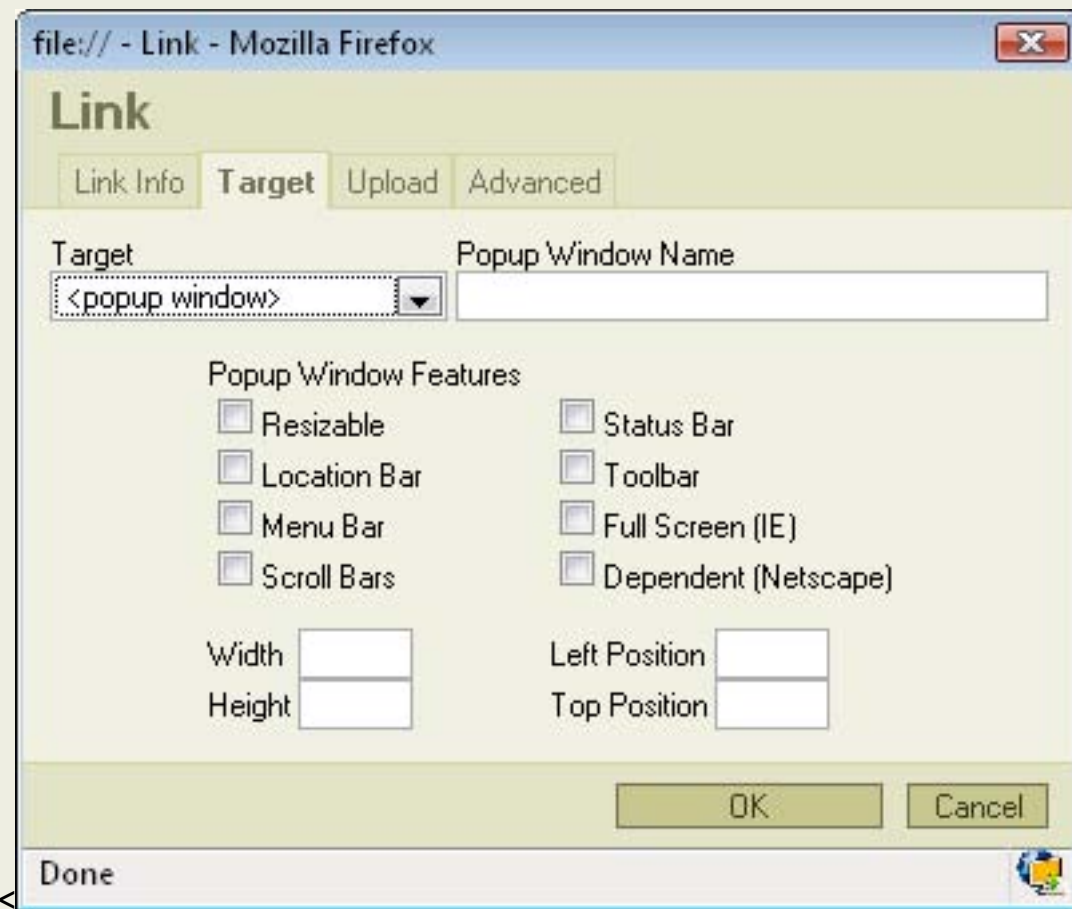 file:// - Link - Mozilla Firefox
Link
Link Info Target Upload Advanced
Target Popup Window Name
<popup window>
Popup Window Features
Resizable Status Bar
Location Bar Toolbar
Menu Bar Full Screen (IE)
Scroll Bars Dependent (Netscape)
Width Left Position
Height Top Position
OK Cancel
Done
<